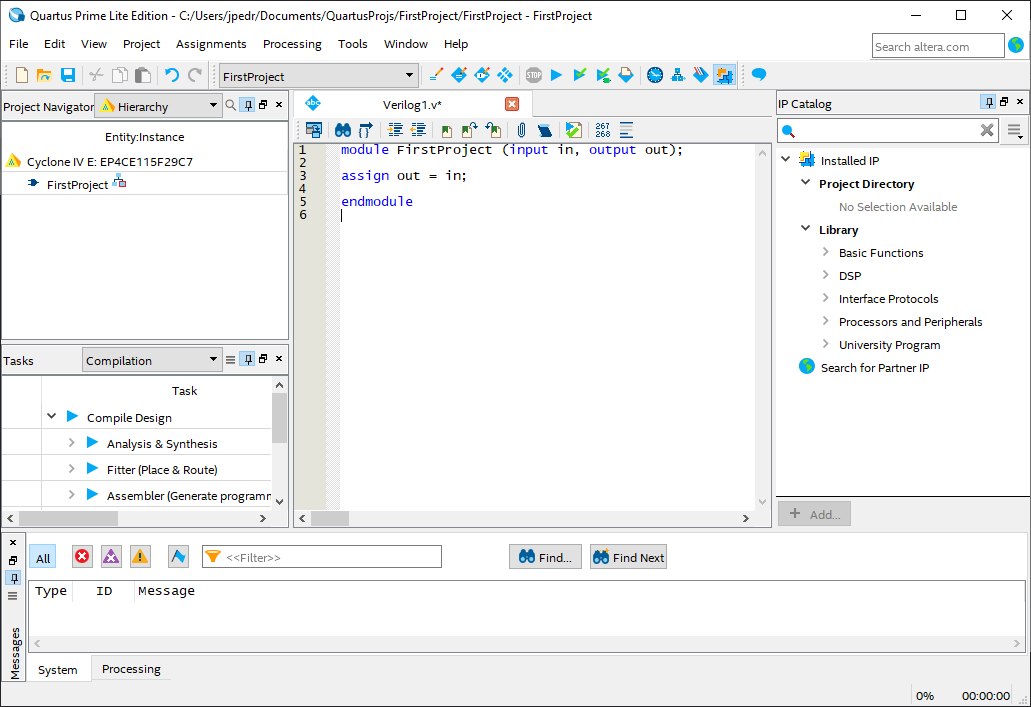 Quartus Prime Lite Edition - C:/Users/jpedr/Documents/QuartusProjs/FirstProject/FirstProject - FirstProject
File Edit View Project Assignments Processing Tools Window Help
Search altera.com
FirstProject
STOP
Project Navigator Hierarchy
Entity:Instance
Cyclone IV E: EP4CE115F29C7
FirstProject
Tasks Compilation
Task
Compile Design
Analysis & Synthesis
Fitter (Place & Route)
Assembler (Generate programm
abc Verilog1.v*
267
268
1 module FirstProject (input in, output out);
2
3 assign out = in;
4
5 endmodule
6
IP Catalog
Installed IP
Project Directory
No Selection Available
Library
Basic Functions
DSP
Interface Protocols
Processors and Peripherals
University Program
Search for Partner IP
+ Add...
Messages
All <<Filter>> Find... Find Next
Type ID Message
System Processing
0% 00:00:00